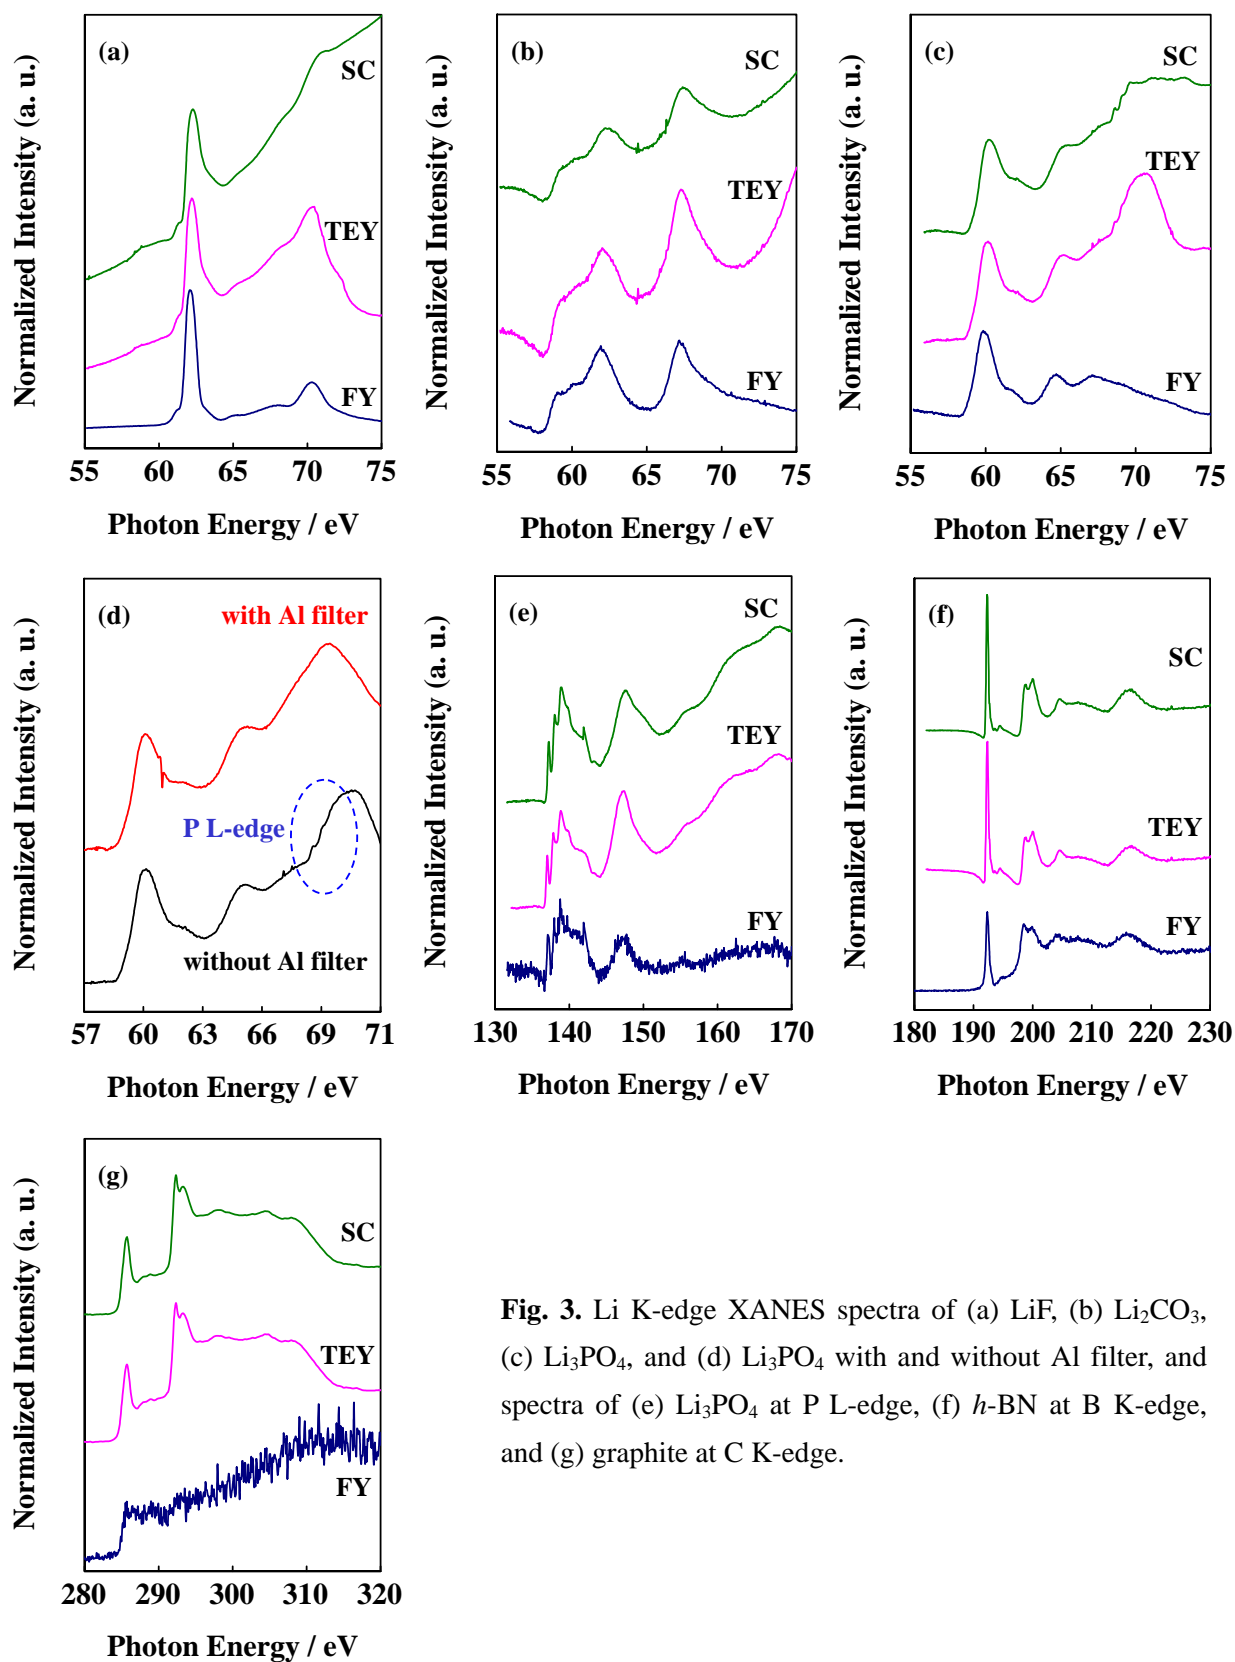 (a)
SC
TEY
FY
Normalized Intensity (a. u.)
55 60 65 70 75
Photon Energy / eV
(b)
SC
TEY
FY
Normalized Intensity (a. u.)
55 60 65 70 75
Photon Energy / eV
(c)
SC
TEY
FY
Normalized Intensity (a. u.)
55 60 65 70 75
Photon Energy / eV
(d)
with Al filter
P L-edge
without Al filter
Normalized Intensity (a. u.)
57 60 63 66 69 71
Photon Energy / eV
(e)
SC
TEY
FY
Normalized Intensity (a. u.)
130 140 150 160 170
Photon Energy / eV
(f)
SC
TEY
FY
Normalized Intensity (a. u.)
180 190 200 210 220 230
Photon Energy / eV
(g)
SC
TEY
FY
Normalized Intensity (a. u.)
280 290 300 310 320
Photon Energy / eV
Fig. 3. Li K-edge XANES spectra of (a) LiF, (b) Li₂CO₃,
(c) Li₃PO₄, and (d) Li₃PO₄ with and without Al filter, and
spectra of (e) Li₃PO₄ at P L-edge, (f) h-BN at B K-edge,
and (g) graphite at C K-edge.